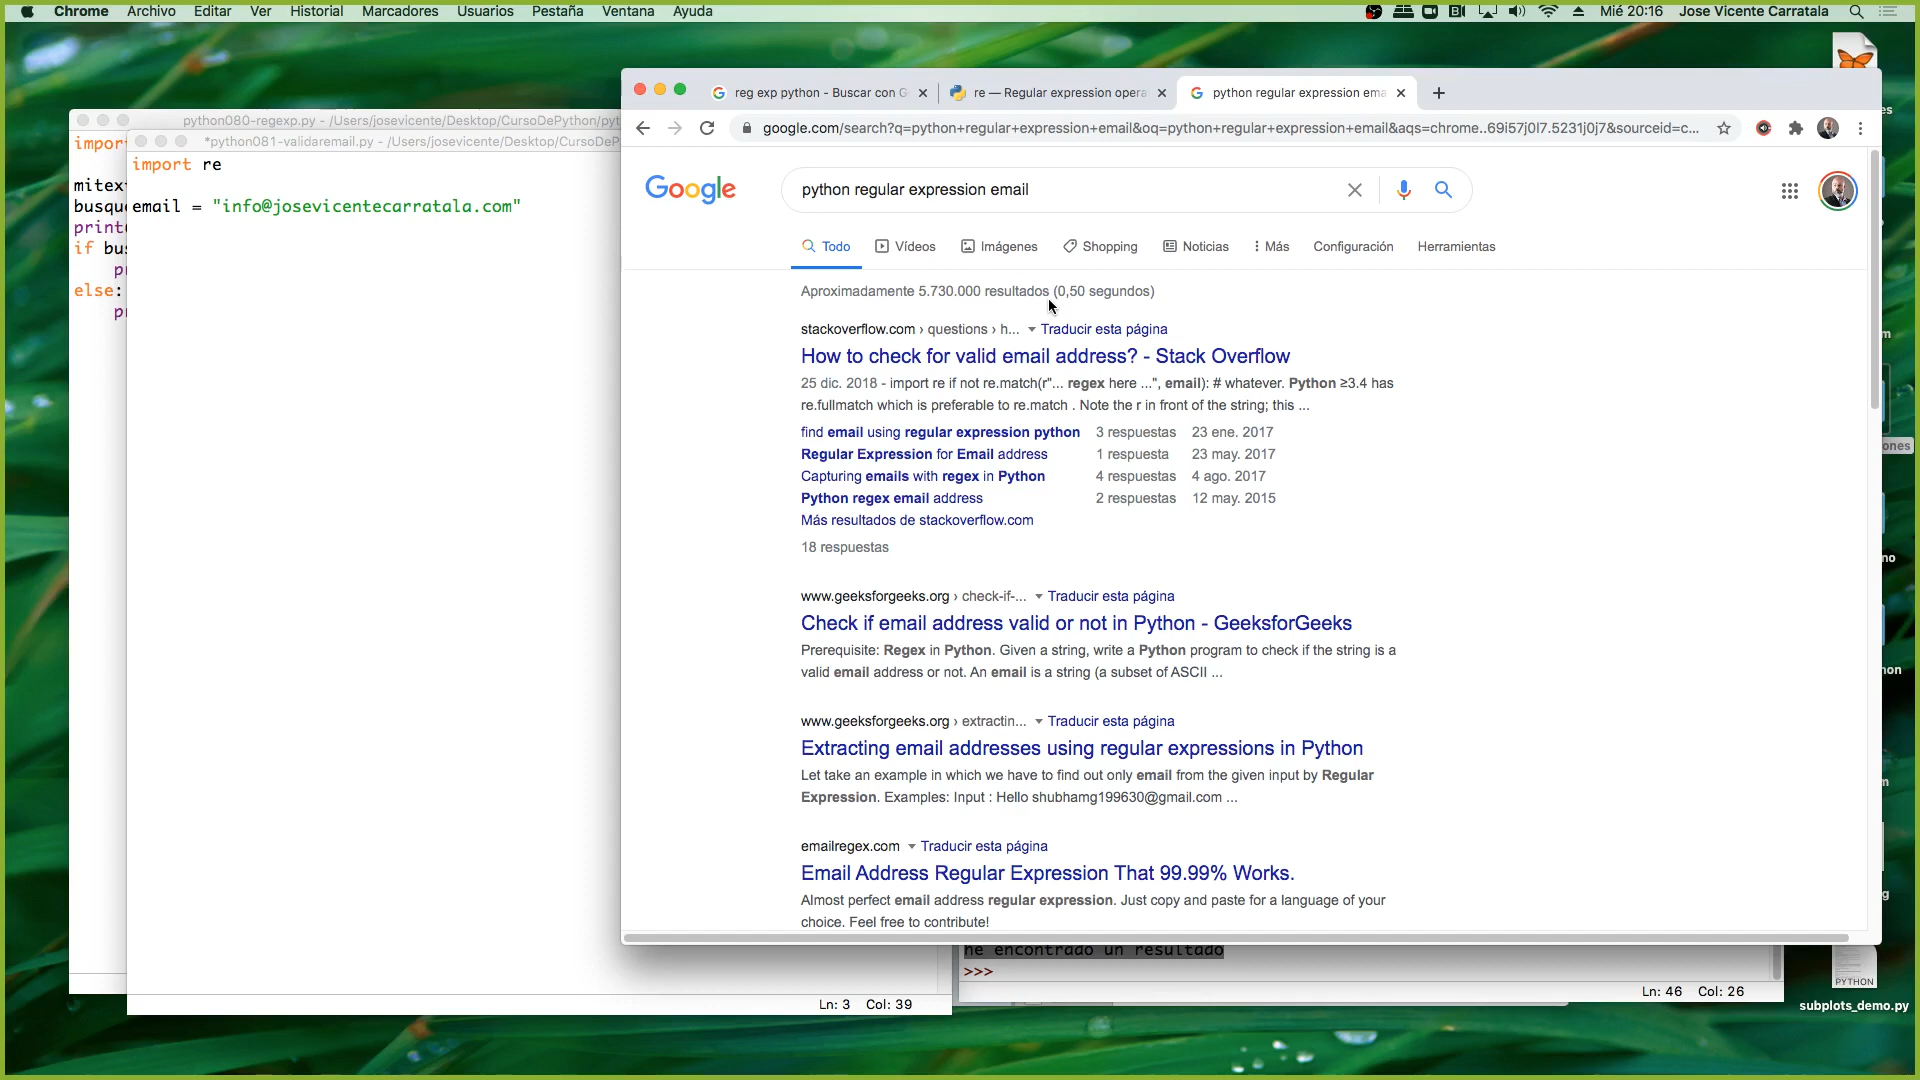 Chrome Archivo Editar Ver Historial Marcadores Usuarios Pestaña Ventana Ayuda
Mié 20:16 Jose Vicente Carratala
python080-regexp.py - /Users/josevicente/Desktop/CursoDePython/pyt
impor
mitex
busqu
print
if bu
p
else:
p
*python081-validaremail.py - /Users/josevicente/Desktop/CursoDeP
import re
email = "info@josevicentecarratala.com"
Ln: 3 Col: 39
reg exp python - Buscar con G
re — Regular expression opera
python regular expression ema
google.com/search?q=python+regular+expression+email&oq=python+regular+expression+email&aqs=chrome..69i57j0l7.5231j0j7&sourceid=c...
Google
python regular expression email
Todo Vídeos Imágenes Shopping Noticias Más Configuración Herramientas
Aproximadamente 5.730.000 resultados (0,50 segundos)
stackoverflow.com › questions › h... Traducir esta página
How to check for valid email address? - Stack Overflow
25 dic. 2018 - import re if not re.match(r"... regex here ...", email): # whatever. Python ≥3.4 has
re.fullmatch which is preferable to re.match . Note the r in front of the string; this ...
find email using regular expression python 3 respuestas 23 ene. 2017
Regular Expression for Email address 1 respuesta 23 may. 2017
Capturing emails with regex in Python 4 respuestas 4 ago. 2017
Python regex email address 2 respuestas 12 may. 2015
Más resultados de stackoverflow.com
18 respuestas
www.geeksforgeeks.org › check-if-... Traducir esta página
Check if email address valid or not in Python - GeeksforGeeks
Prerequisite: Regex in Python. Given a string, write a Python program to check if the string is a
valid email address or not. An email is a string (a subset of ASCII ...
www.geeksforgeeks.org › extractin... Traducir esta página
Extracting email addresses using regular expressions in Python
Let take an example in which we have to find out only email from the given input by Regular
Expression. Examples: Input : Hello shubhamg199630@gmail.com ...
emailregex.com Traducir esta página
Email Address Regular Expression That 99.99% Works.
Almost perfect email address regular expression. Just copy and paste for a language of your
choice. Feel free to contribute!
he encontrado un resultado
>>>
Ln: 46 Col: 26
es
m
ones
no
non
m
g
PYTHON
subplots_demo.py